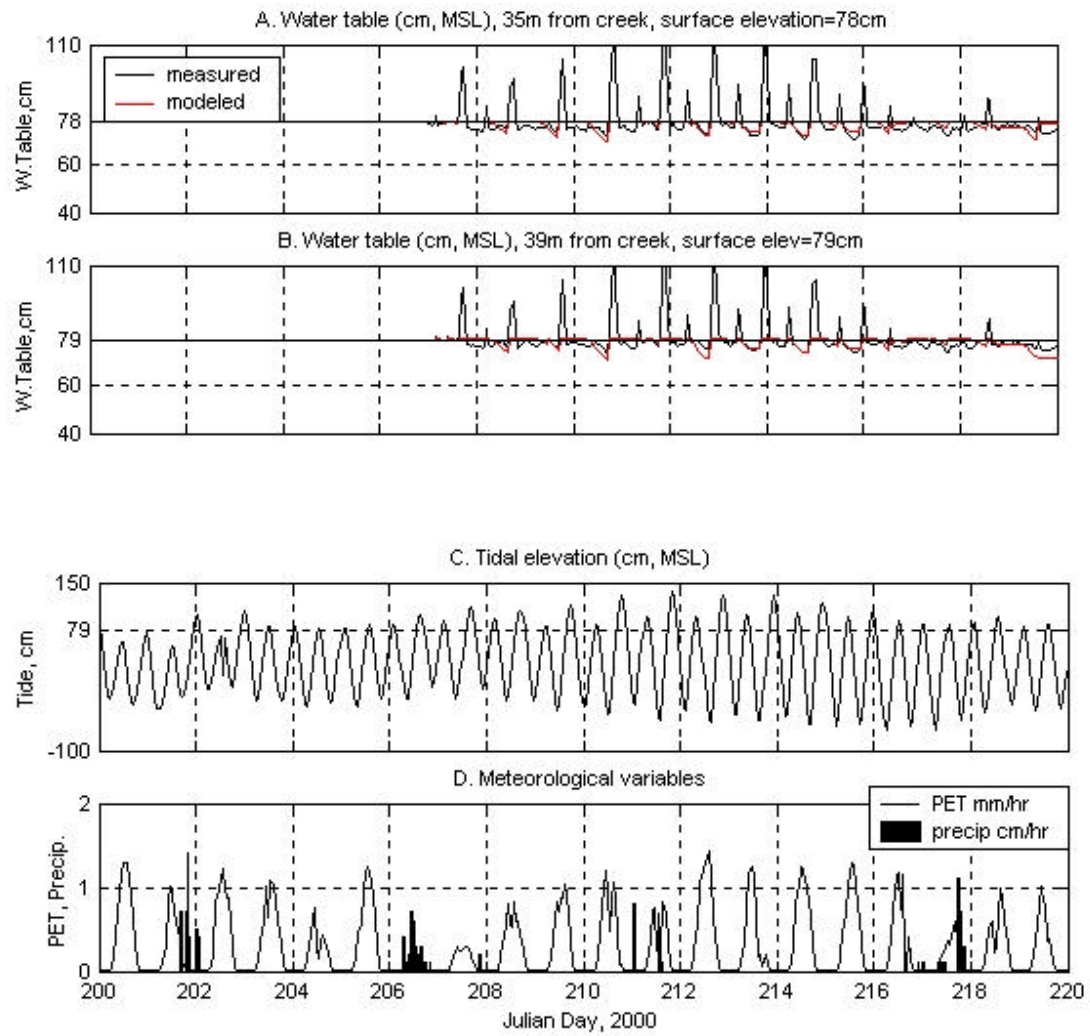 A. Water table (cm, MSL), 35m from creek, surface elevation=78cm
110
measured
modeled
78
60
40
W.Table,cm
B. Water table (cm, MSL), 39m from creek, surface elev=79cm
110
79
60
40
W.Table,cm
C. Tidal elevation (cm, MSL)
150
79
-100
Tide, cm
D. Meteorological variables
2
PET mm/hr
precip cm/hr
1
0
PET, Precip.
200 202 204 206 208 210 212 214 216 218 220
Julian Day, 2000